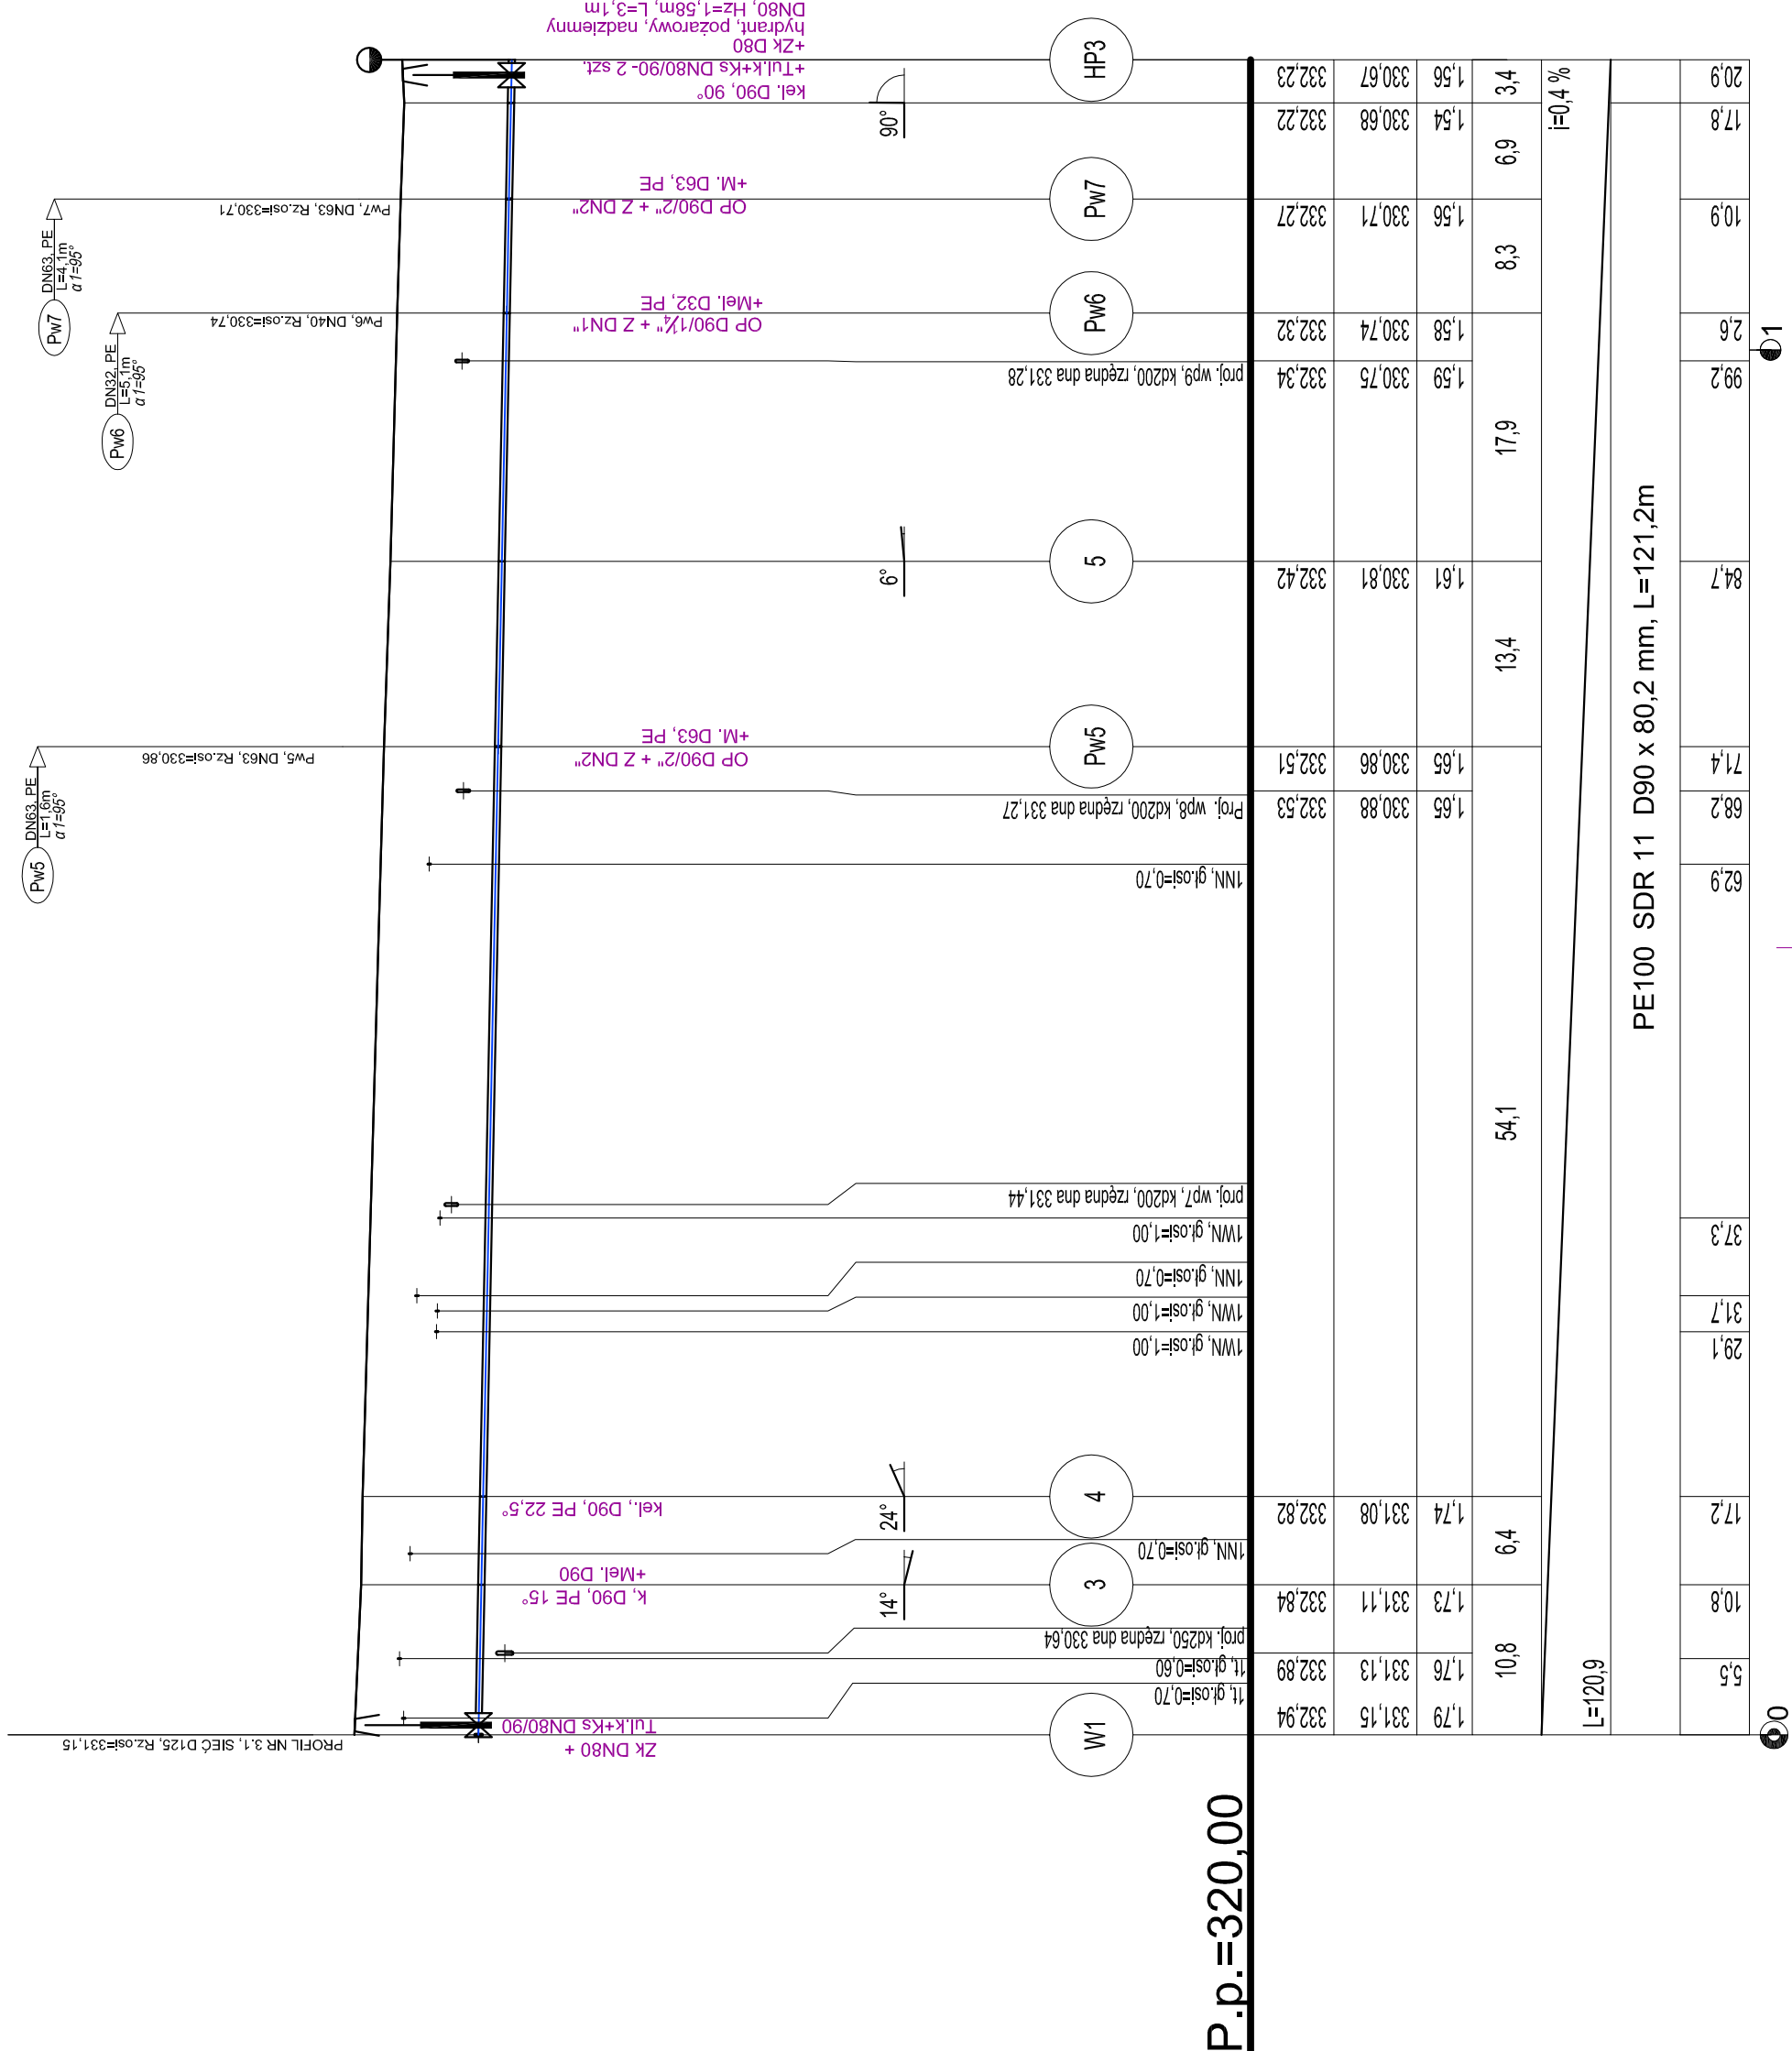 DN80, Hz=1,58m, L=3,1m
hydrant, pożarowy, nadziemny
+Zk D80
+Tul.k+Ks DN80/90- 2 szt.
kel. D90, 90°
HP3
90°
332,23
330,67
1,56
3,4
i=0,4 %
20,9
332,22
330,68
1,54
17,8
6,9
Pw7
DN63, PE
L=4,1m
α1=95°
Pw7, DN63, Rz.osi=330,71
OP D90/2" + Z DN2"
+M. D63, PE
Pw7
332,27
330,71
1,56
10,9
8,3
Pw6
DN32, PE
L=5,1m
α1=95°
Pw6, DN40, Rz.osi=330,74
OP D90/1¼" + Z DN1"
+Mel. D32, PE
Pw6
332,32
330,74
1,58
2,6
1
proj. wp9, kd200, rzędna dna 331,28
332,34
330,75
1,59
99,2
17,9
6°
5
332,42
330,81
1,61
84,7
13,4
PE100 SDR 11 D90 x 80,2 mm, L=121,2m
Pw5
DN63, PE
L=1,6m
α1=95°
Pw5, DN63, Rz.osi=330,86
OP D90/2" + Z DN2"
+M. D63, PE
Pw5
332,51
330,86
1,65
71,4
Proj. wp8, kd200, rzędna dna 331,27
332,53
330,88
1,65
68,2
1NN, gł.osi=0,70
62,9
54,1
proj. wp7, kd200, rzędna dna 331,44
1WN, gł.osi=1,00
37,3
1NN, gł.osi=0,70
1WN, gł.osi=1,00
31,7
1WN, gł.osi=1,00
29,1
kel., D90, PE 22,5°
24°
4
332,82
331,08
1,74
17,2
6,4
1NN, gł.osi=0,70
k, D90, PE 15°
+Mel. D90
14°
3
332,84
331,11
1,73
10,8
proj. kd250, rzędna dna 330,64
1t, gł.osi=0,60
332,89
331,13
1,76
10,8
5,5
1t, gł.osi=0,70
L=120,9
PROFIL NR 3.1, SIEĆ D125, Rz.osi=331,15
Zk DN80 +
Tul.k+Ks DN80/90
W1
332,94
331,15
1,79
0
P.p.=320,00